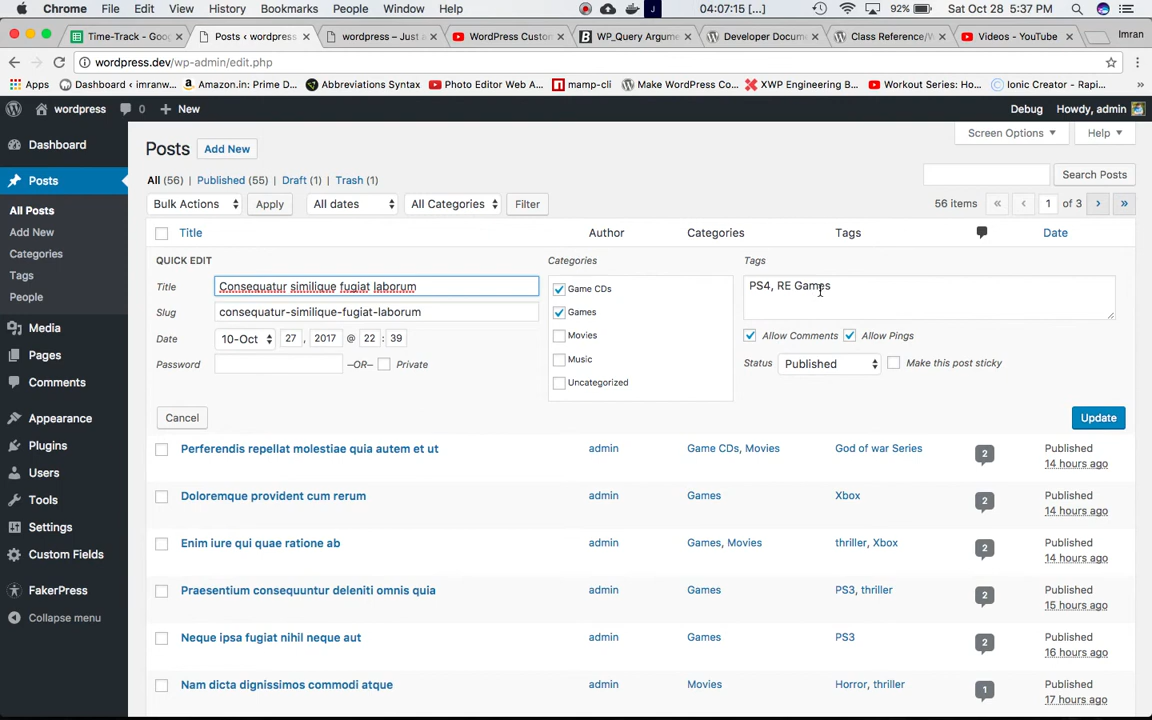 Chrome File Edit View History Bookmarks People Window Help 04:07:15 [...] 92% Sat Oct 28 5:37 PM
Time-Track - Goog Posts ‹ wordpress. wordpress – Just a WordPress Custom WP_Query Argume Developer Docume Class Reference/W Videos - YouTube Imran
wordpress.dev/wp-admin/edit.php
Apps Dashboard ‹ imranw... Amazon.in: Prime D... Abbreviations Syntax Photo Editor Web A... mamp-cli Make WordPress Co... XWP Engineering B... Workout Series: Ho... Ionic Creator - Rapi... »
wordpress 0 + New Debug Howdy, admin
Screen Options Help
Dashboard
Posts
All Posts
Add New
Categories
Tags
People
Media
Pages
Comments
Appearance
Plugins
Users
Tools
Settings
Custom Fields
FakerPress
Collapse menu
Posts Add New
All (56) | Published (55) | Draft (1) | Trash (1)
Search Posts
Bulk Actions Apply All dates All Categories Filter 56 items « ‹ 1 of 3 › »
Title Author Categories Tags Date
QUICK EDIT Categories Tags
Title Consequatur similique fugiat laborum
Slug consequatur-similique-fugiat-laborum
Date 10-Oct 27 , 2017 @ 22 : 39
Password –OR– Private
Game CDs
Games
Movies
Music
Uncategorized
PS4, RE Games
Allow Comments Allow Pings
Status Published Make this post sticky
Cancel Update
Perferendis repellat molestiae quia autem et ut admin Game CDs, Movies God of war Series 2 Published
14 hours ago
Doloremque provident cum rerum admin Games Xbox 2 Published
14 hours ago
Enim iure qui quae ratione ab admin Games, Movies thriller, Xbox 2 Published
14 hours ago
Praesentium consequuntur deleniti omnis quia admin Games PS3, thriller 2 Published
15 hours ago
Neque ipsa fugiat nihil neque aut admin Games PS3 2 Published
16 hours ago
Nam dicta dignissimos commodi atque admin Movies Horror, thriller 1 Published
17 hours ago